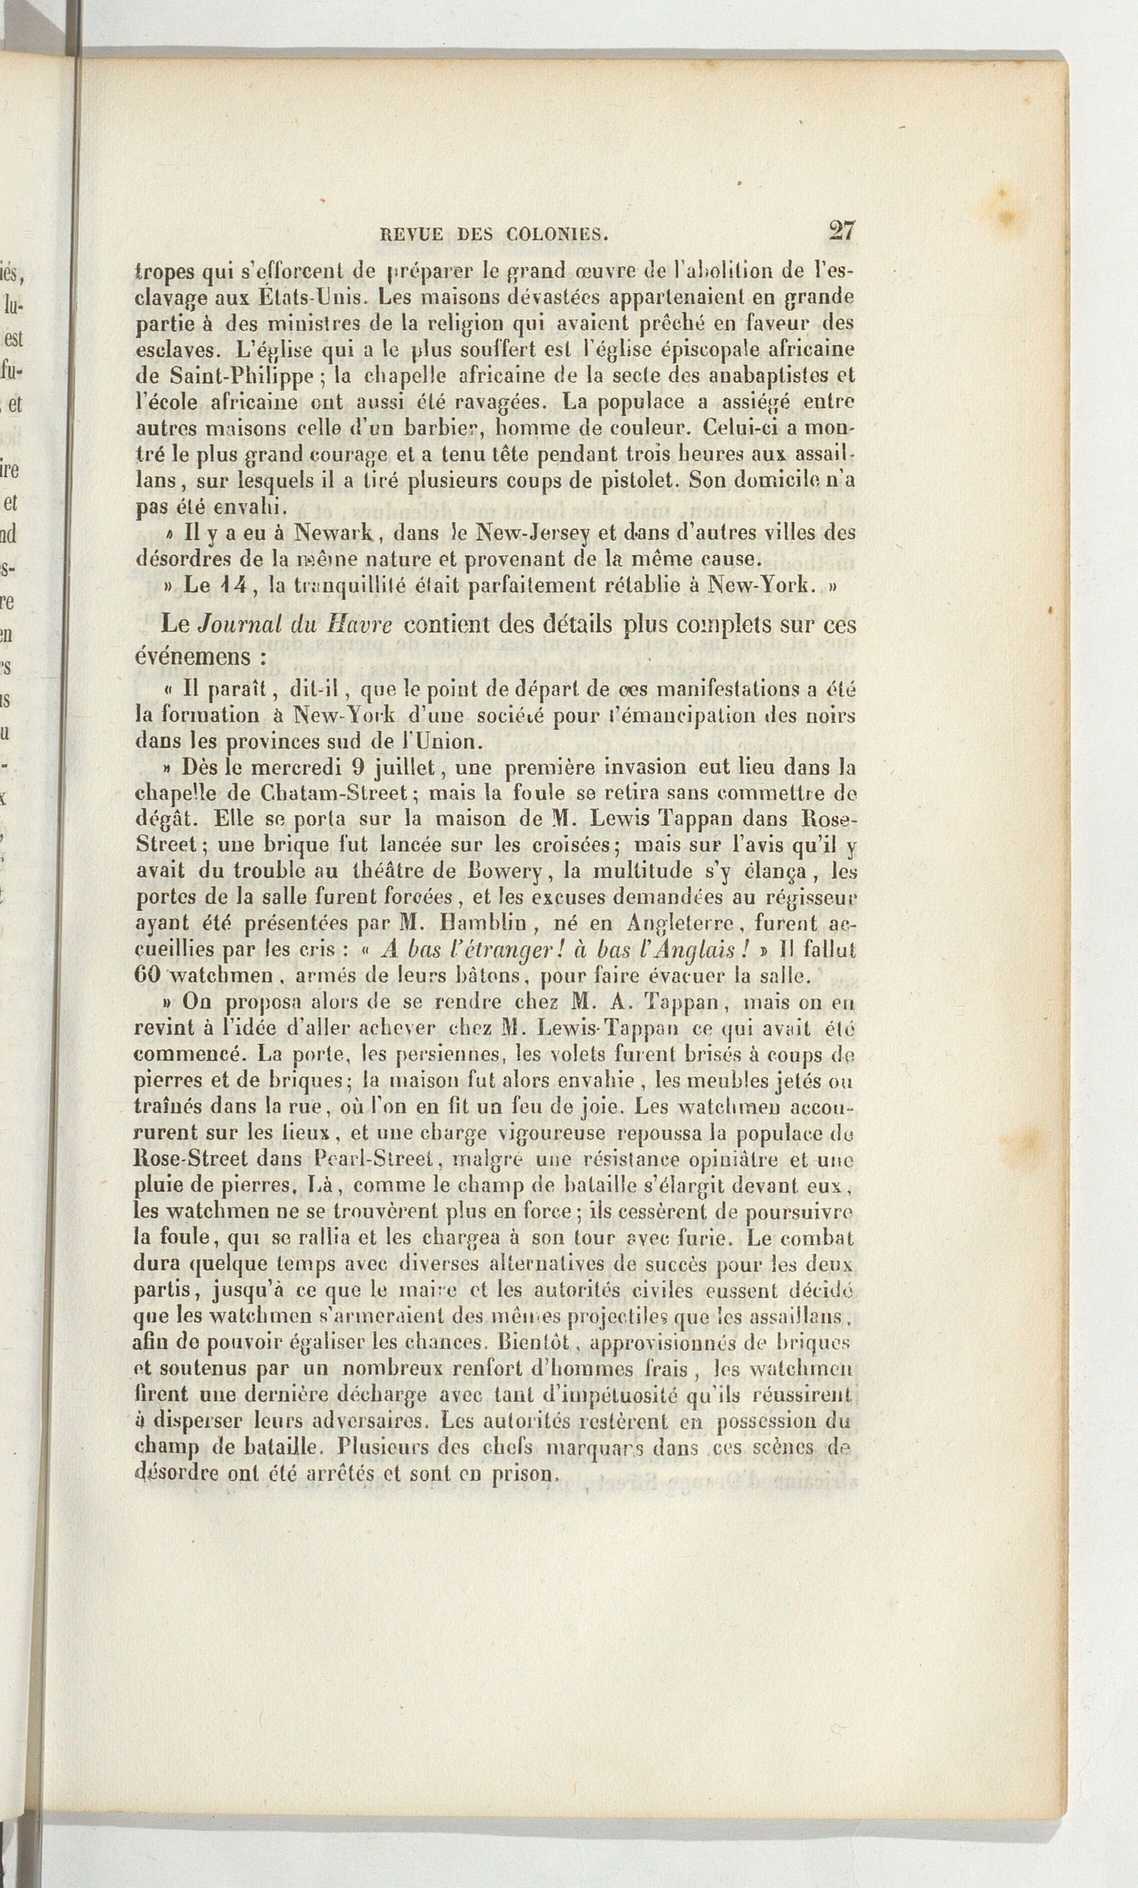 REVUE DES COLONIES. 27
tropes qui s'efforcent de préparer le grand œuvre de l'abolition de l'es-
clavage aux États-Unis. Les maisons dévastées appartenaient en grande
partie à des ministres de la religion qui avaient prêché en faveur des
esclaves. L'église qui a le plus souffert est l'église épiscopale africaine
de Saint-Philippe ; la chapelle africaine de la secte des anabaptistes et
l'école africaine ont aussi été ravagées. La populace a assiégé entre
autres maisons celle d'un barbier, homme de couleur. Celui-ci a mon-
tré le plus grand courage et a tenu tête pendant trois heures aux assail-
lans, sur lesquels il a tiré plusieurs coups de pistolet. Son domicile n'a
pas été envahi.
» Il y a eu à Newark, dans le New-Jersey et dans d'autres villes des
désordres de la même nature et provenant de la même cause.
» Le 14, la tranquillité était parfaitement rétablie à New-York. »
Le Journal du Havre contient des détails plus complets sur ces
événemens :
« Il paraît, dit-il, que le point de départ de ces manifestations a été
la formation à New-York d'une société pour l'émancipation des noirs
dans les provinces sud de l'Union.
» Dès le mercredi 9 juillet, une première invasion eut lieu dans la
chapelle de Chatam-Street ; mais la foule se retira sans commettre de
dégât. Elle se porta sur la maison de M. Lewis Tappan dans Rose-
Street ; une brique fut lancée sur les croisées; mais sur l'avis qu'il y
avait du trouble au théâtre de Bowery, la multitude s'y élança, les
portes de la salle furent forcées, et les excuses demandées au régisseur
ayant été présentées par M. Hamblin, né en Angleterre, furent ac-
cueillies par les cris : « A bas l'étranger! à bas l'Anglais ! » Il fallut
60 watchmen, armés de leurs bâtons, pour faire évacuer la salle.
» On proposa alors de se rendre chez M. A. Tappan, mais on en
revint à l'idée d'aller achever chez M. Lewis-Tappan ce qui avait été
commencé. La porte, les persiennes, les volets furent brisés à coups de
pierres et de briques; la maison fut alors envahie, les meubles jetés ou
traînés dans la rue, où l'on en fit un feu de joie. Les watchmen accou-
rurent sur les lieux, et une charge vigoureuse repoussa la populace de
Rose-Street dans Pearl-Street, malgré une résistance opiniâtre et une
pluie de pierres. Là, comme le champ de bataille s'élargit devant eux,
les watchmen ne se trouvèrent plus en force ; ils cessèrent de poursuivre
la foule, qui se rallia et les chargea à son tour avec furie. Le combat
dura quelque temps avec diverses alternatives de succès pour les deux
partis, jusqu'à ce que le maire et les autorités civiles eussent décidé
que les watchmen s'armeraient des mêmes projectiles que les assaillans,
afin de pouvoir égaliser les chances. Bientôt, approvisionnés de briques
et soutenus par un nombreux renfort d'hommes frais, les watchmen
firent une dernière décharge avec tant d'impétuosité qu'ils réussirent
à disperser leurs adversaires. Les autorités restèrent en possession du
champ de bataille. Plusieurs des chefs marquans dans ces scènes de
désordre ont été arrêtés et sont en prison.